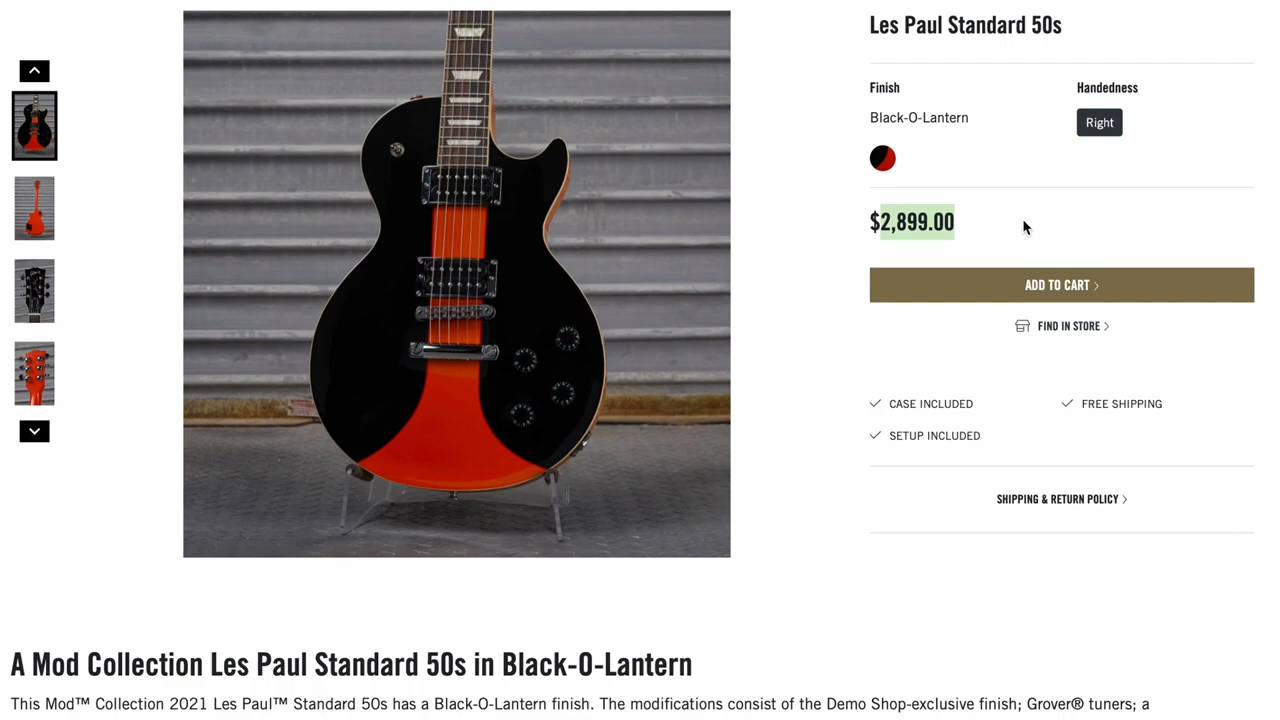 Les Paul Standard 50s
Finish
Handedness
Black-O-Lantern
Right
$2,899.00
ADD TO CART >
FIND IN STORE >
CASE INCLUDED
FREE SHIPPING
SETUP INCLUDED
SHIPPING & RETURN POLICY >
A Mod Collection Les Paul Standard 50s in Black-O-Lantern
This Mod™ Collection 2021 Les Paul™ Standard 50s has a Black-O-Lantern finish. The modifications consist of the Demo Shop-exclusive finish; Grover® tuners; a